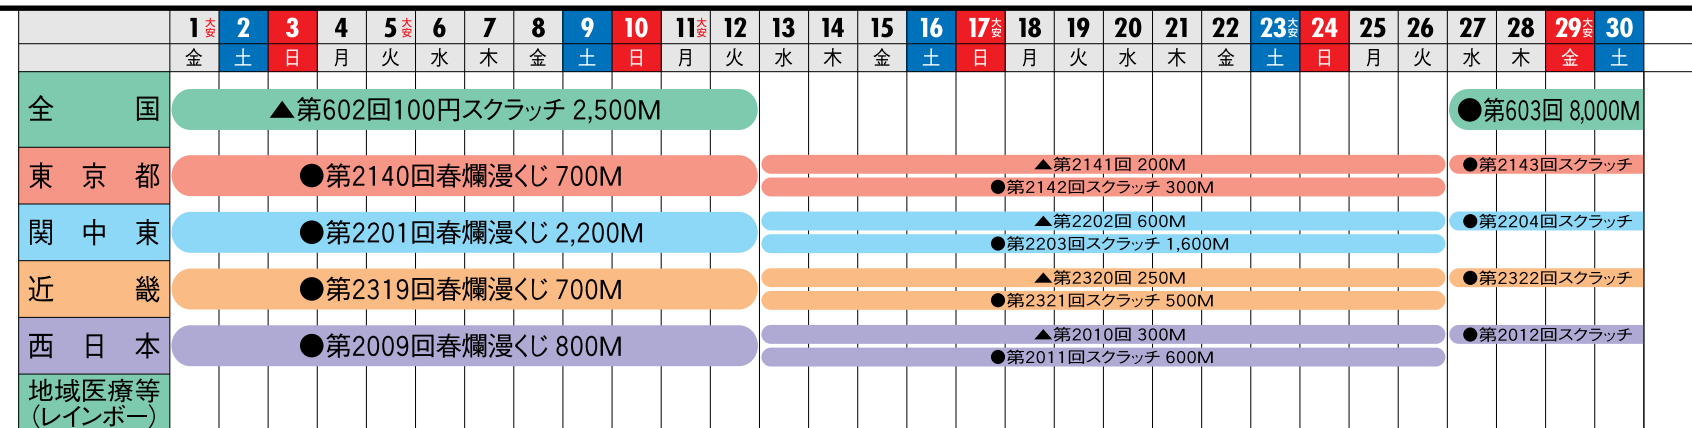 1 大安 2 3 4 5 大安 6 7 8 9 10 11 大安 12 13 14 15 16 17 大安 18 19 20 21 22 23 大安 24 25 26 27 28 29 大安 30
金 土 日 月 火 水 木 金 土 日 月 火 水 木 金 土 日 月 火 水 木 金 土 日 月 火 水 木 金 土
全国 ▲第602回100円スクラッチ 2,500M ●第603回 8,000M
東京都 ●第2140回春爛漫くじ 700M ▲第2141回 200M ●第2143回スクラッチ
●第2142回スクラッチ 300M
関中東 ●第2201回春爛漫くじ 2,200M ▲第2202回 600M ●第2204回スクラッチ
●第2203回スクラッチ 1,600M
近畿 ●第2319回春爛漫くじ 700M ▲第2320回 250M ●第2322回スクラッチ
●第2321回スクラッチ 500M
西日本 ●第2009回春爛漫くじ 800M ▲第2010回 300M ●第2012回スクラッチ
●第2011回スクラッチ 600M
地域医療等
(レインボー)